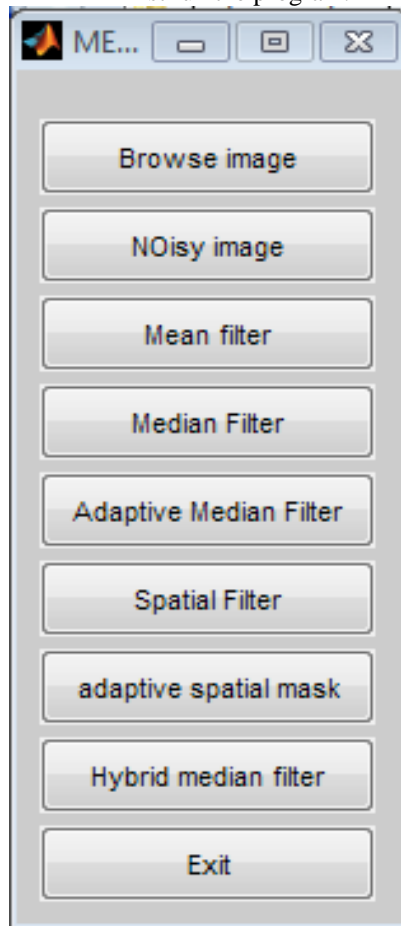 ME...
Browse image
NOisy image
Mean filter
Median Filter
Adaptive Median Filter
Spatial Filter
adaptive spatial mask
Hybrid median filter
Exit